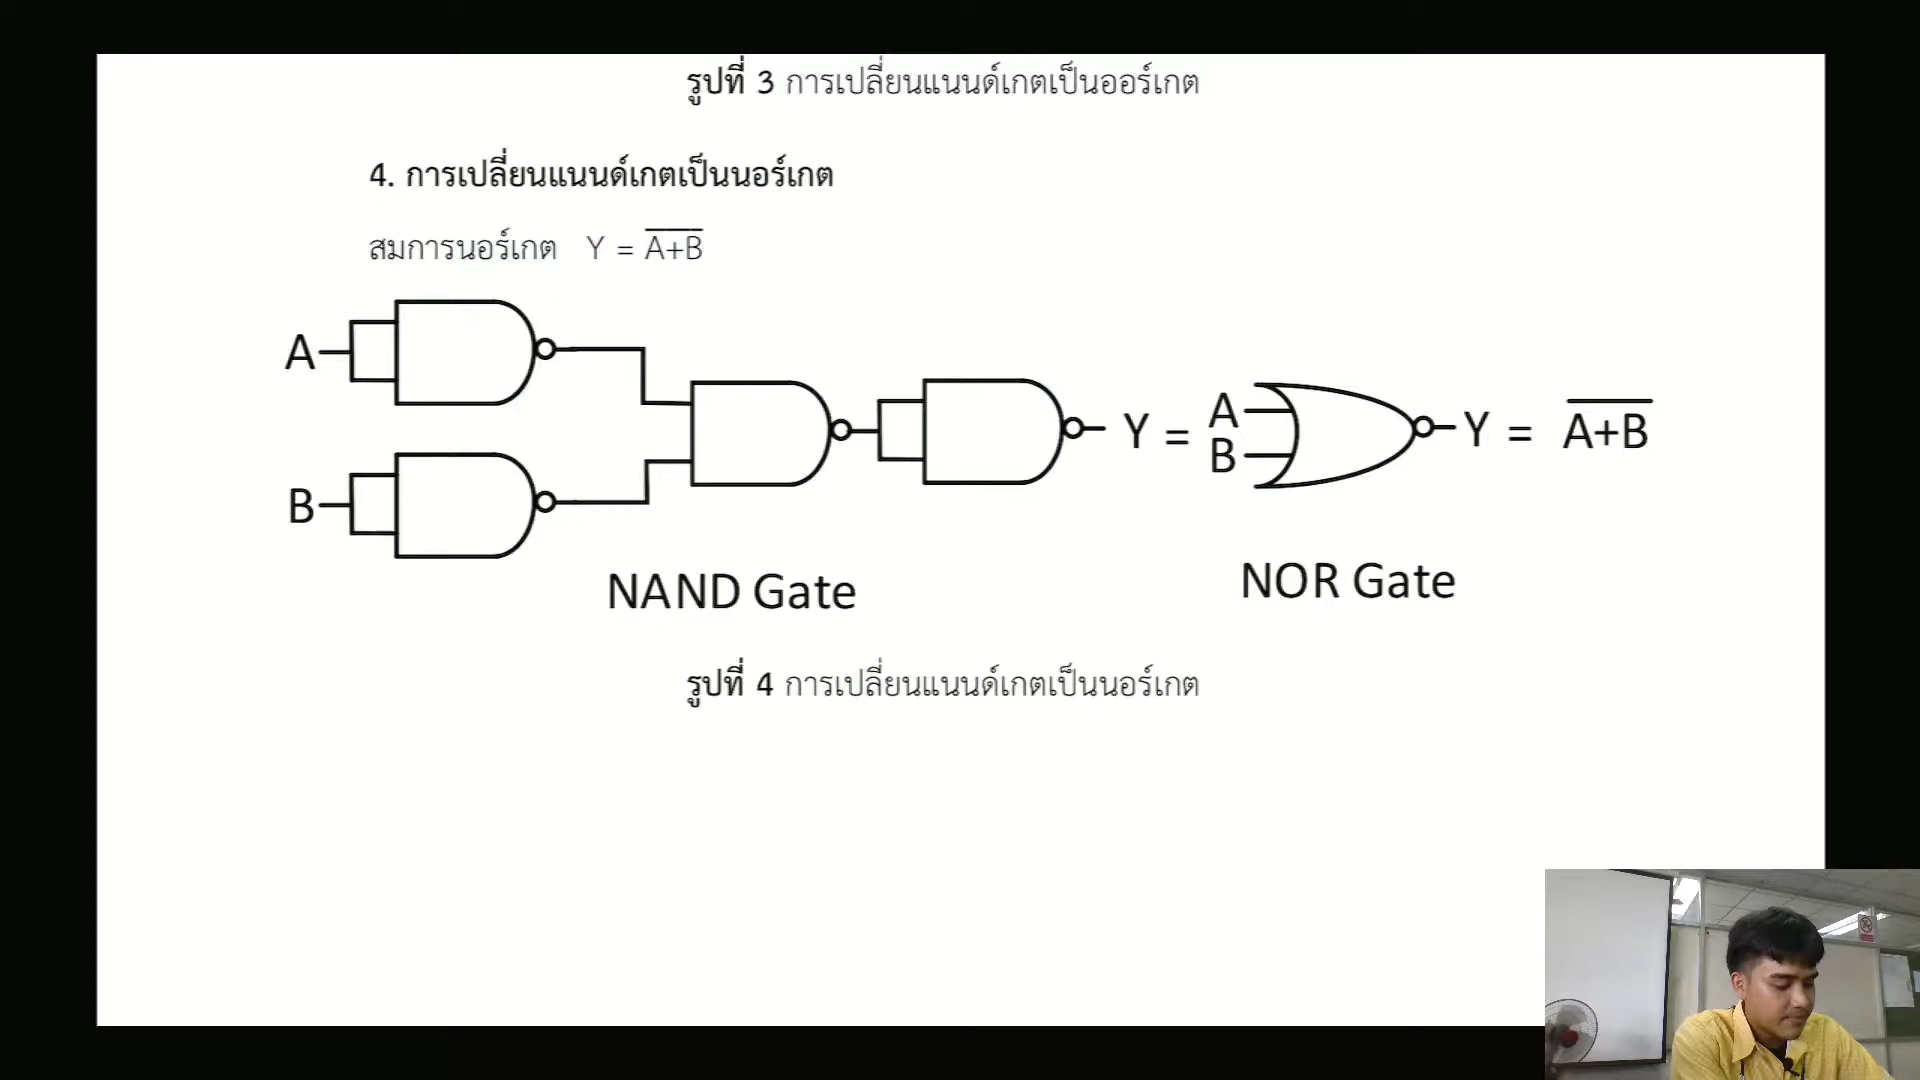 รูปที่ 3 การเปลี่ยนแนนด์เกตเป็นออร์เกต
4. การเปลี่ยนแนนด์เกตเป็นนอร์เกต
สมการนอร์เกต Y = A̅+̅B̅
A
B
Y =
A
B
Y = A̅+̅B̅
NAND Gate
NOR Gate
รูปที่ 4 การเปลี่ยนแนนด์เกตเป็นนอร์เกต